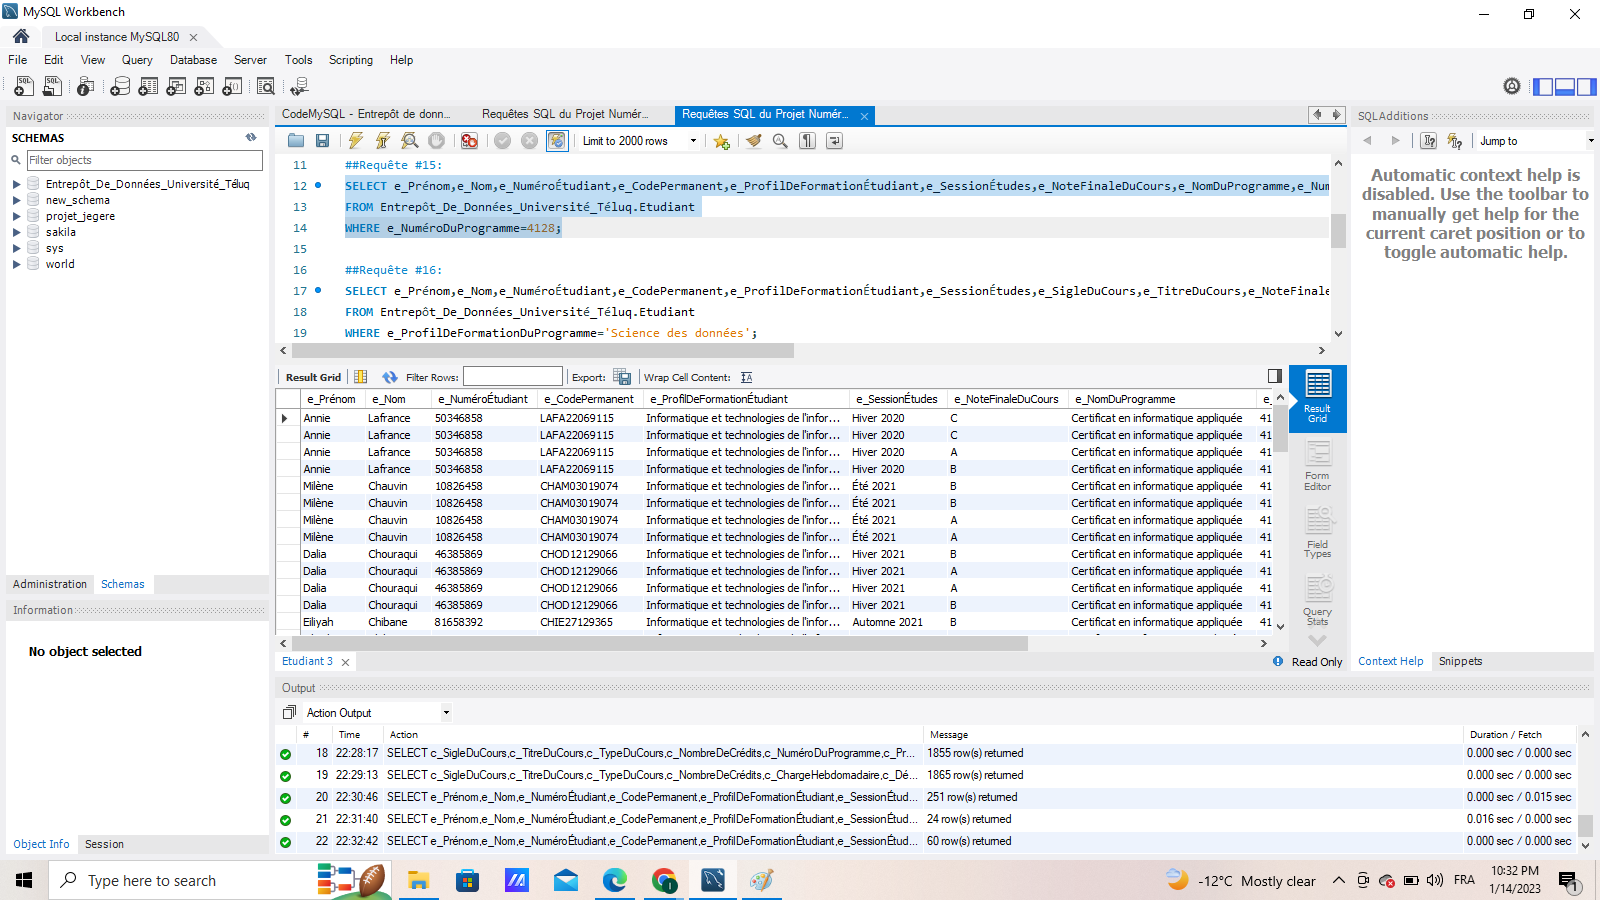 MySQL Workbench
Local instance MySQL80
File Edit View Query Database Server Tools Scripting Help
Navigator
SCHEMAS
Filter objects
Entrepôt_De_Données_Université_Téluq
new_schema
projet_jegere
sakila
sys
world
Administration Schemas
Information
No object selected
Object Info Session
CodeMySQL - Entrepôt de donn... Requêtes SQL du Projet Numér... Requêtes SQL du Projet Numér...
Limit to 2000 rows
11 ##Requête #15:
12 SELECT e_Prénom,e_Nom,e_NuméroÉtudiant,e_CodePermanent,e_ProfilDeFormationÉtudiant,e_SessionÉtudes,e_NoteFinaleDuCours,e_NomDuProgramme,e_Num
13 FROM Entrepôt_De_Données_Université_Téluq.Etudiant
14 WHERE e_NuméroDuProgramme=4128;
15
16 ##Requête #16:
17 SELECT e_Prénom,e_Nom,e_NuméroÉtudiant,e_CodePermanent,e_ProfilDeFormationÉtudiant,e_SessionÉtudes,e_SigleDuCours,e_TitreDuCours,e_NoteFinale
18 FROM Entrepôt_De_Données_Université_Téluq.Etudiant
19 WHERE e_ProfilDeFormationDuProgramme='Science des données';
Result Grid Filter Rows: Export: Wrap Cell Content:
e_Prénom e_Nom e_NuméroÉtudiant e_CodePermanent e_ProfilDeFormationÉtudiant e_SessionÉtudes e_NoteFinaleDuCours e_NomDuProgramme e_
Annie Lafrance 50346858 LAFA22069115 Informatique et technologies de l'infor... Hiver 2020 C Certificat en informatique appliquée 41
Annie Lafrance 50346858 LAFA22069115 Informatique et technologies de l'infor... Hiver 2020 C Certificat en informatique appliquée 41
Annie Lafrance 50346858 LAFA22069115 Informatique et technologies de l'infor... Hiver 2020 A Certificat en informatique appliquée 41
Annie Lafrance 50346858 LAFA22069115 Informatique et technologies de l'infor... Hiver 2020 B Certificat en informatique appliquée 41
Milène Chauvin 10826458 CHAM03019074 Informatique et technologies de l'infor... Été 2021 B Certificat en informatique appliquée 41
Milène Chauvin 10826458 CHAM03019074 Informatique et technologies de l'infor... Été 2021 B Certificat en informatique appliquée 41
Milène Chauvin 10826458 CHAM03019074 Informatique et technologies de l'infor... Été 2021 A Certificat en informatique appliquée 41
Milène Chauvin 10826458 CHAM03019074 Informatique et technologies de l'infor... Été 2021 A Certificat en informatique appliquée 41
Dalia Chouraqui 46385869 CHOD12129066 Informatique et technologies de l'infor... Hiver 2021 B Certificat en informatique appliquée 41
Dalia Chouraqui 46385869 CHOD12129066 Informatique et technologies de l'infor... Hiver 2021 A Certificat en informatique appliquée 41
Dalia Chouraqui 46385869 CHOD12129066 Informatique et technologies de l'infor... Hiver 2021 A Certificat en informatique appliquée 41
Dalia Chouraqui 46385869 CHOD12129066 Informatique et technologies de l'infor... Hiver 2021 B Certificat en informatique appliquée 41
Eiliyah Chibane 81658392 CHIE27129365 Informatique et technologies de l'infor... Automne 2021 B Certificat en informatique appliquée 41
Result Grid
Form Editor
Field Types
Query Stats
Etudiant 3
Read Only
SQLAdditions
Jump to
Automatic context help is
disabled. Use the toolbar to
manually get help for the
current caret position or to
toggle automatic help.
Context Help Snippets
Output
Action Output
# Time Action Message Duration / Fetch
18 22:28:17 SELECT c_SigleDuCours,c_TitreDuCours,c_TypeDuCours,c_NombreDeCrédits,c_NuméroDuProgramme,c_Pr... 1855 row(s) returned 0.000 sec / 0.000 sec
19 22:29:13 SELECT c_SigleDuCours,c_TitreDuCours,c_TypeDuCours,c_NombreDeCrédits,c_ChargeHebdomadaire,c_Dé... 1865 row(s) returned 0.000 sec / 0.000 sec
20 22:30:46 SELECT e_Prénom,e_Nom,e_NuméroÉtudiant,e_CodePermanent,e_ProfilDeFormationÉtudiant,e_SessionÉtud... 251 row(s) returned 0.000 sec / 0.015 sec
21 22:31:40 SELECT e_Prénom,e_Nom,e_NuméroÉtudiant,e_CodePermanent,e_ProfilDeFormationÉtudiant,e_SessionÉtud... 24 row(s) returned 0.016 sec / 0.000 sec
22 22:32:42 SELECT e_Prénom,e_Nom,e_NuméroÉtudiant,e_CodePermanent,e_ProfilDeFormationÉtudiant,e_SessionÉtud... 60 row(s) returned 0.000 sec / 0.000 sec
Type here to search
-12°C Mostly clear
FRA
10:32 PM
1/14/2023
1